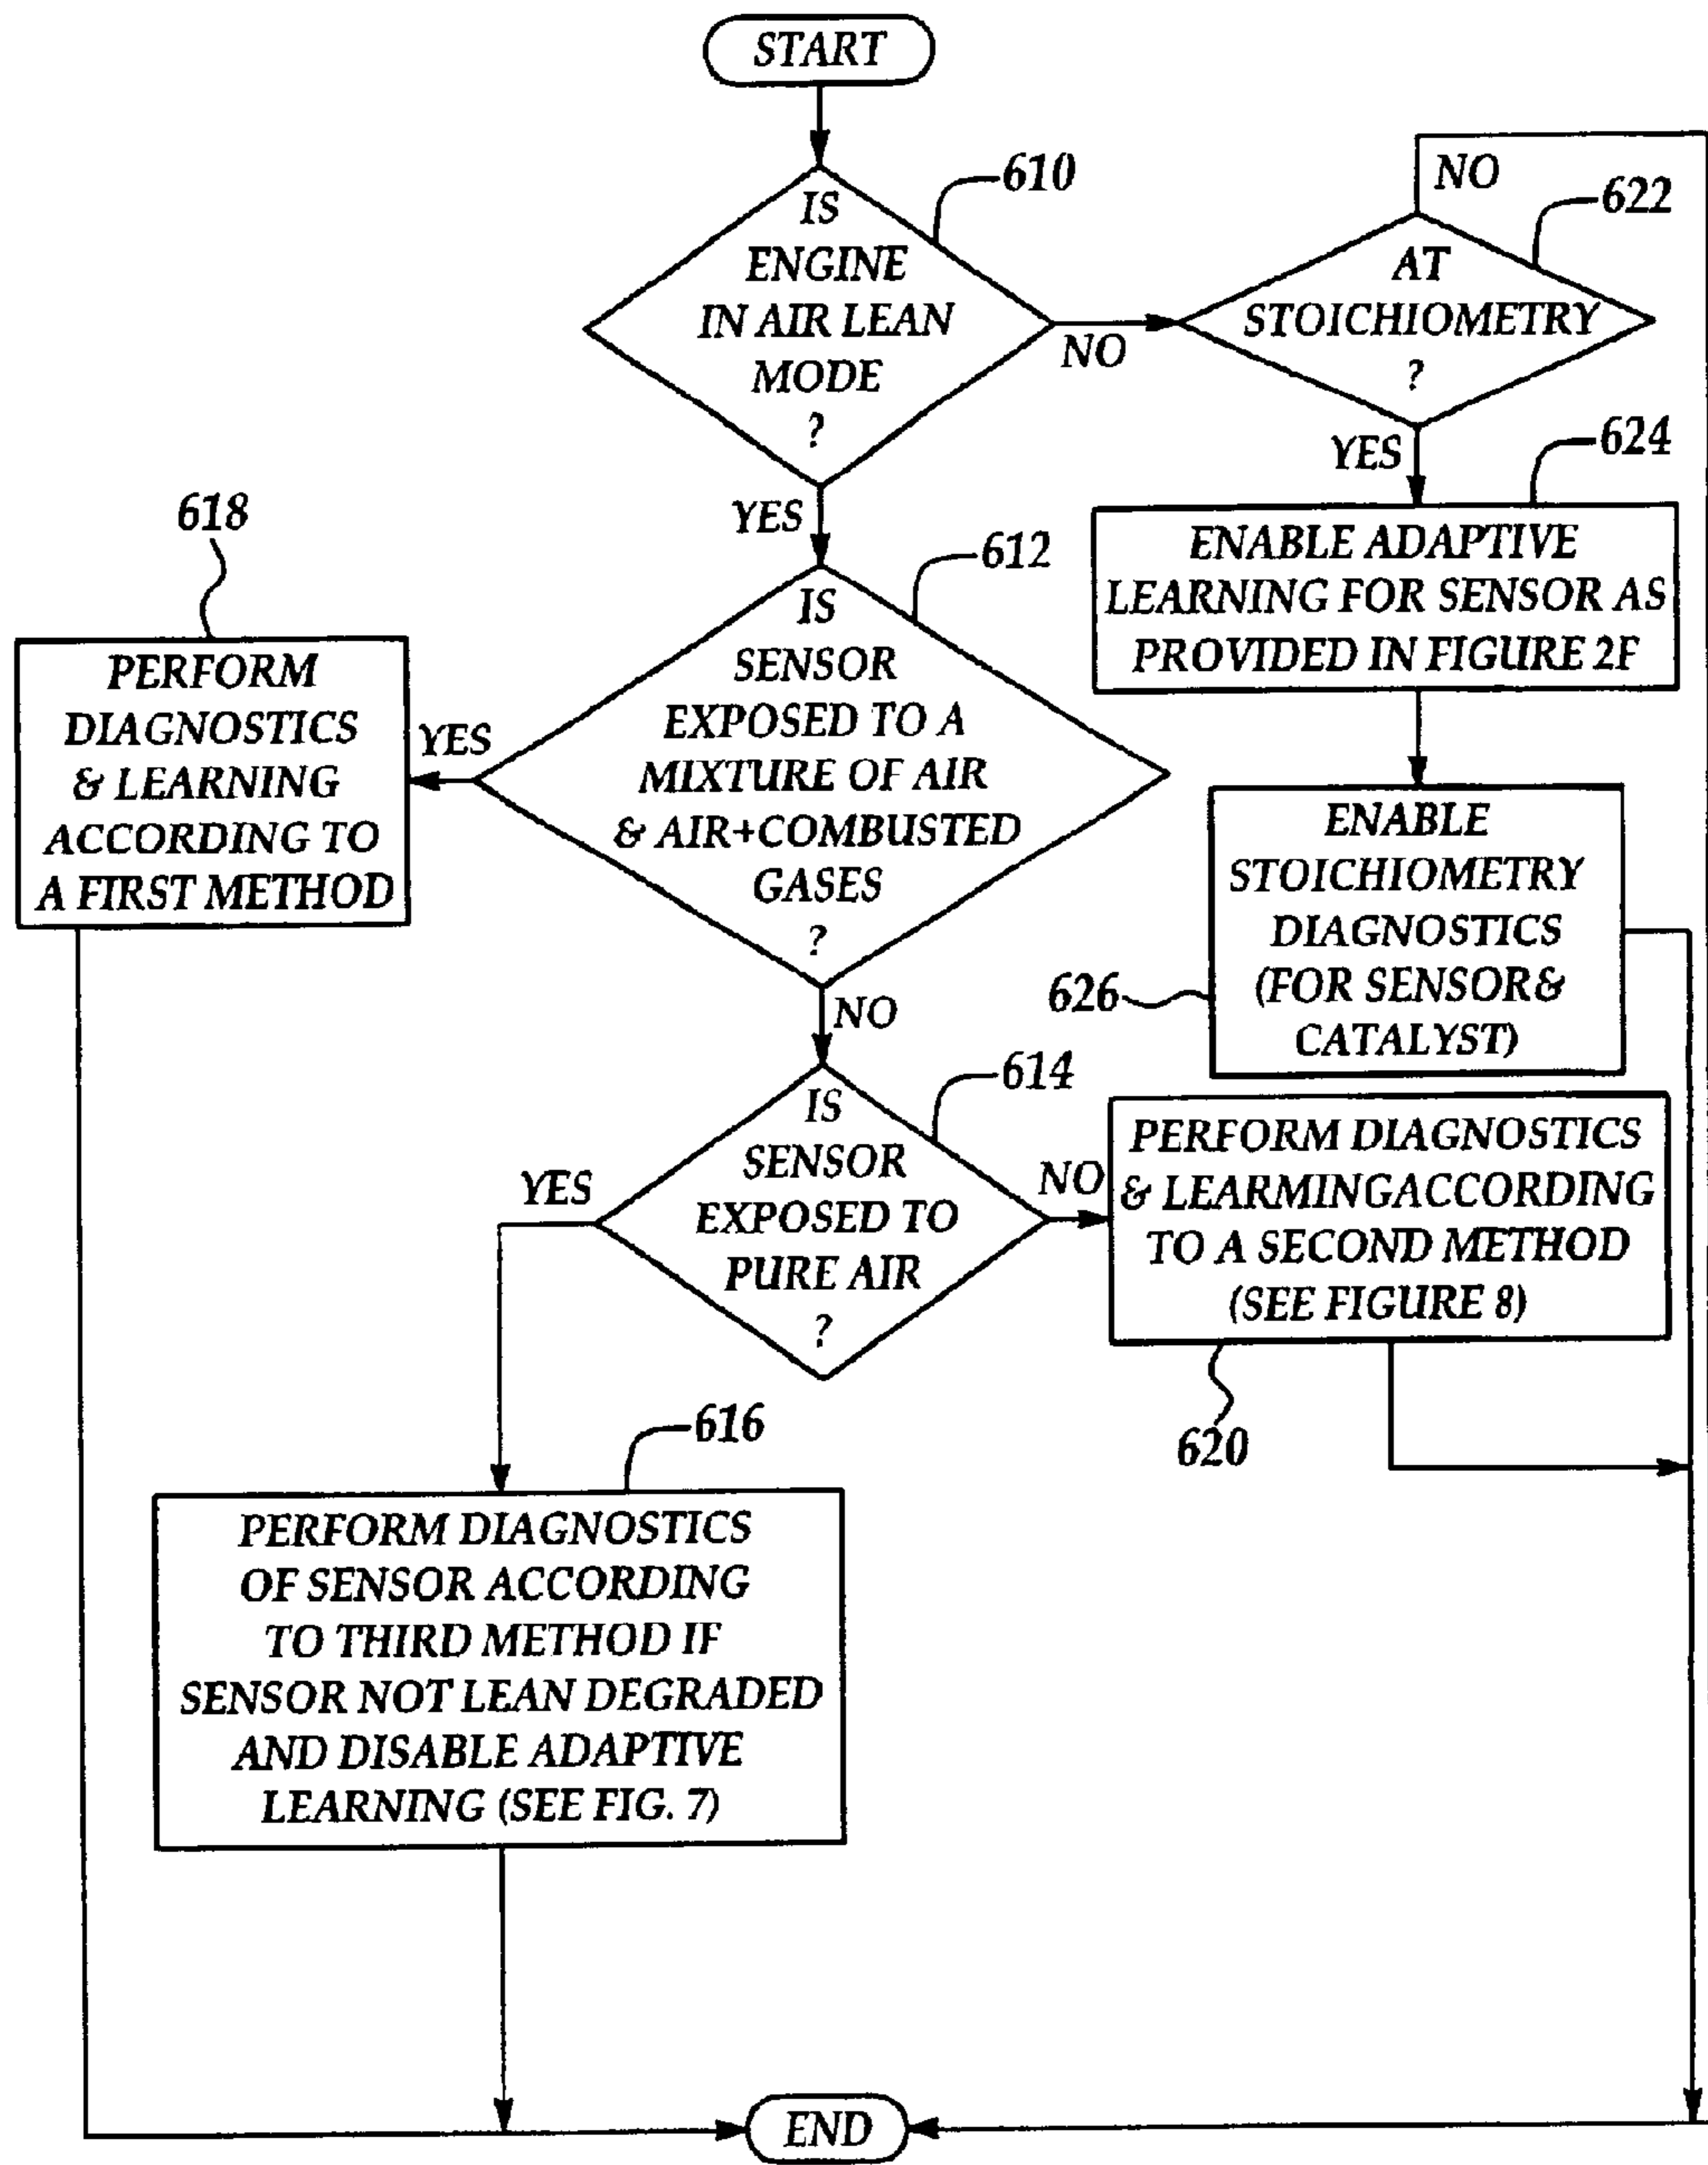 START
610
IS
ENGINE
IN AIR LEAN
MODE
?
NO
YES
NO
622
AT
STOICHIOMETRY
?
YES
624
ENABLE ADAPTIVE
LEARNING FOR SENSOR AS
PROVIDED IN FIGURE 2F
618
PERFORM
DIAGNOSTICS
& LEARNING
ACCORDING TO
A FIRST METHOD
612
IS
SENSOR
EXPOSED TO A
MIXTURE OF AIR
& AIR+COMBUSTED
GASES
?
YES
NO
626
ENABLE
STOICHIOMETRY
DIAGNOSTICS
(FOR SENSOR&
CATALYST)
614
IS
SENSOR
EXPOSED TO
PURE AIR
?
YES
NO
PERFORM DIAGNOSTICS
& LEARMINGACCORDING
TO A SECOND METHOD
(SEE FIGURE 8)
620
616
PERFORM DIAGNOSTICS
OF SENSOR ACCORDING
TO THIRD METHOD IF
SENSOR NOT LEAN DEGRADED
AND DISABLE ADAPTIVE
LEARNING (SEE FIG. 7)
END